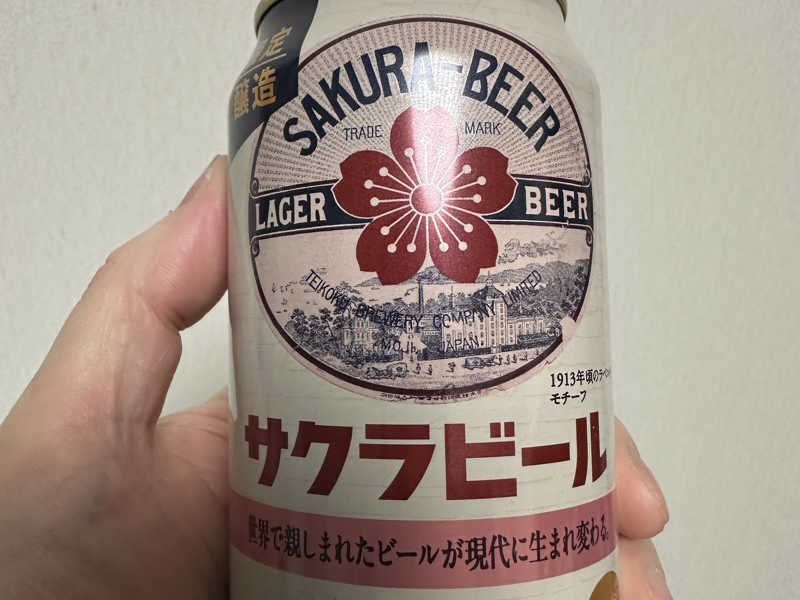 定
醸造
SAKURA-BEER
TRADE MARK
LAGER BEER
TEIKOKU BREWERY COMPANY LIMITED
MOJI, JAPAN.
1913年頃のラベル
モチーフ
サクラビール
世界で親しまれたビールが現代に生まれ変わる。